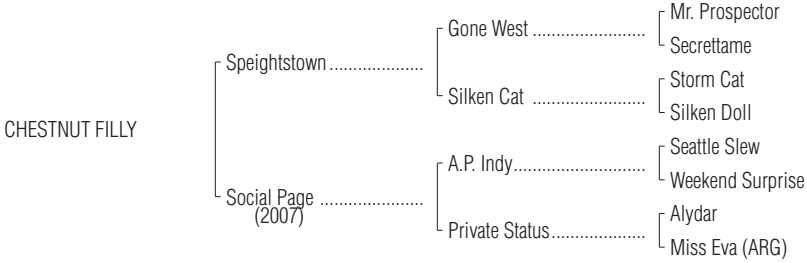 CHESTNUT FILLY
Speightstown ....................
Social Page ......................
(2007)
Gone West ........................
Silken Cat ........................
A.P. Indy............................
Private Status....................
Mr. Prospector
Secrettame
Storm Cat
Silken Doll
Seattle Slew
Weekend Surprise
Alydar
Miss Eva (ARG)